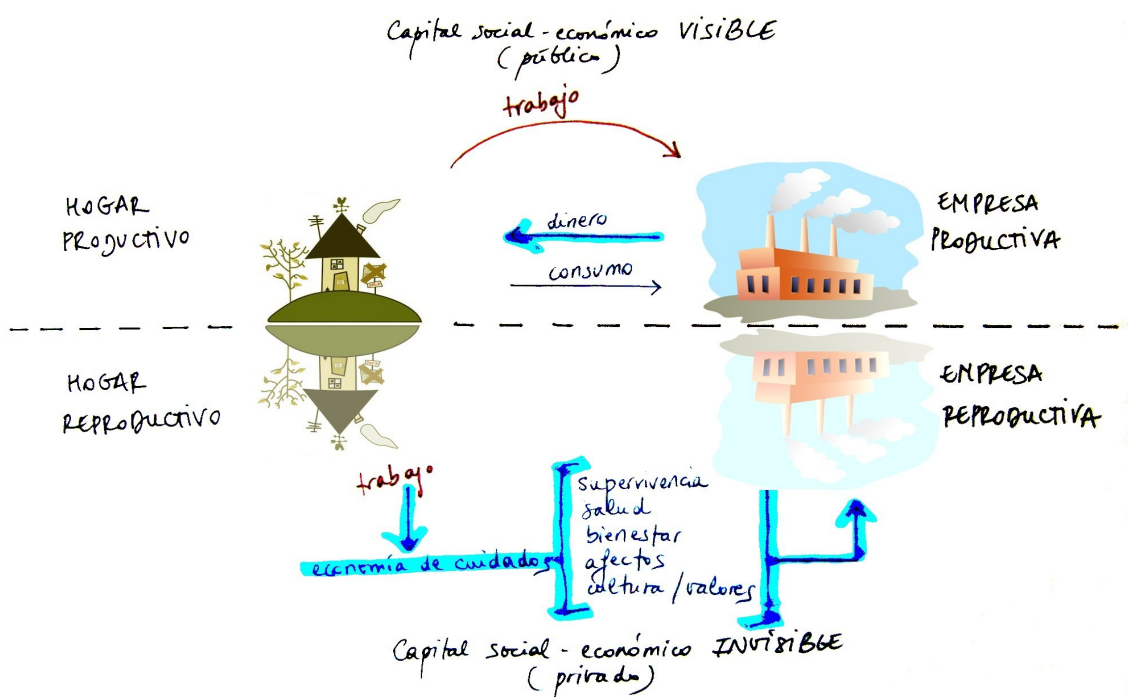 Capital social-económico VISIBLE
(público)
trabajo
HOGAR
PRODUCTIVO
dinero
consumo
EMPRESA
PRODUCTIVA
HOGAR
REPRODUCTIVO
EMPRESA
REPRODUCTIVA
trabajo
economía de cuidados
supervivencia
salud
bienestar
afectos
cultura/valores
Capital social-económico INVISIBLE
(privado)